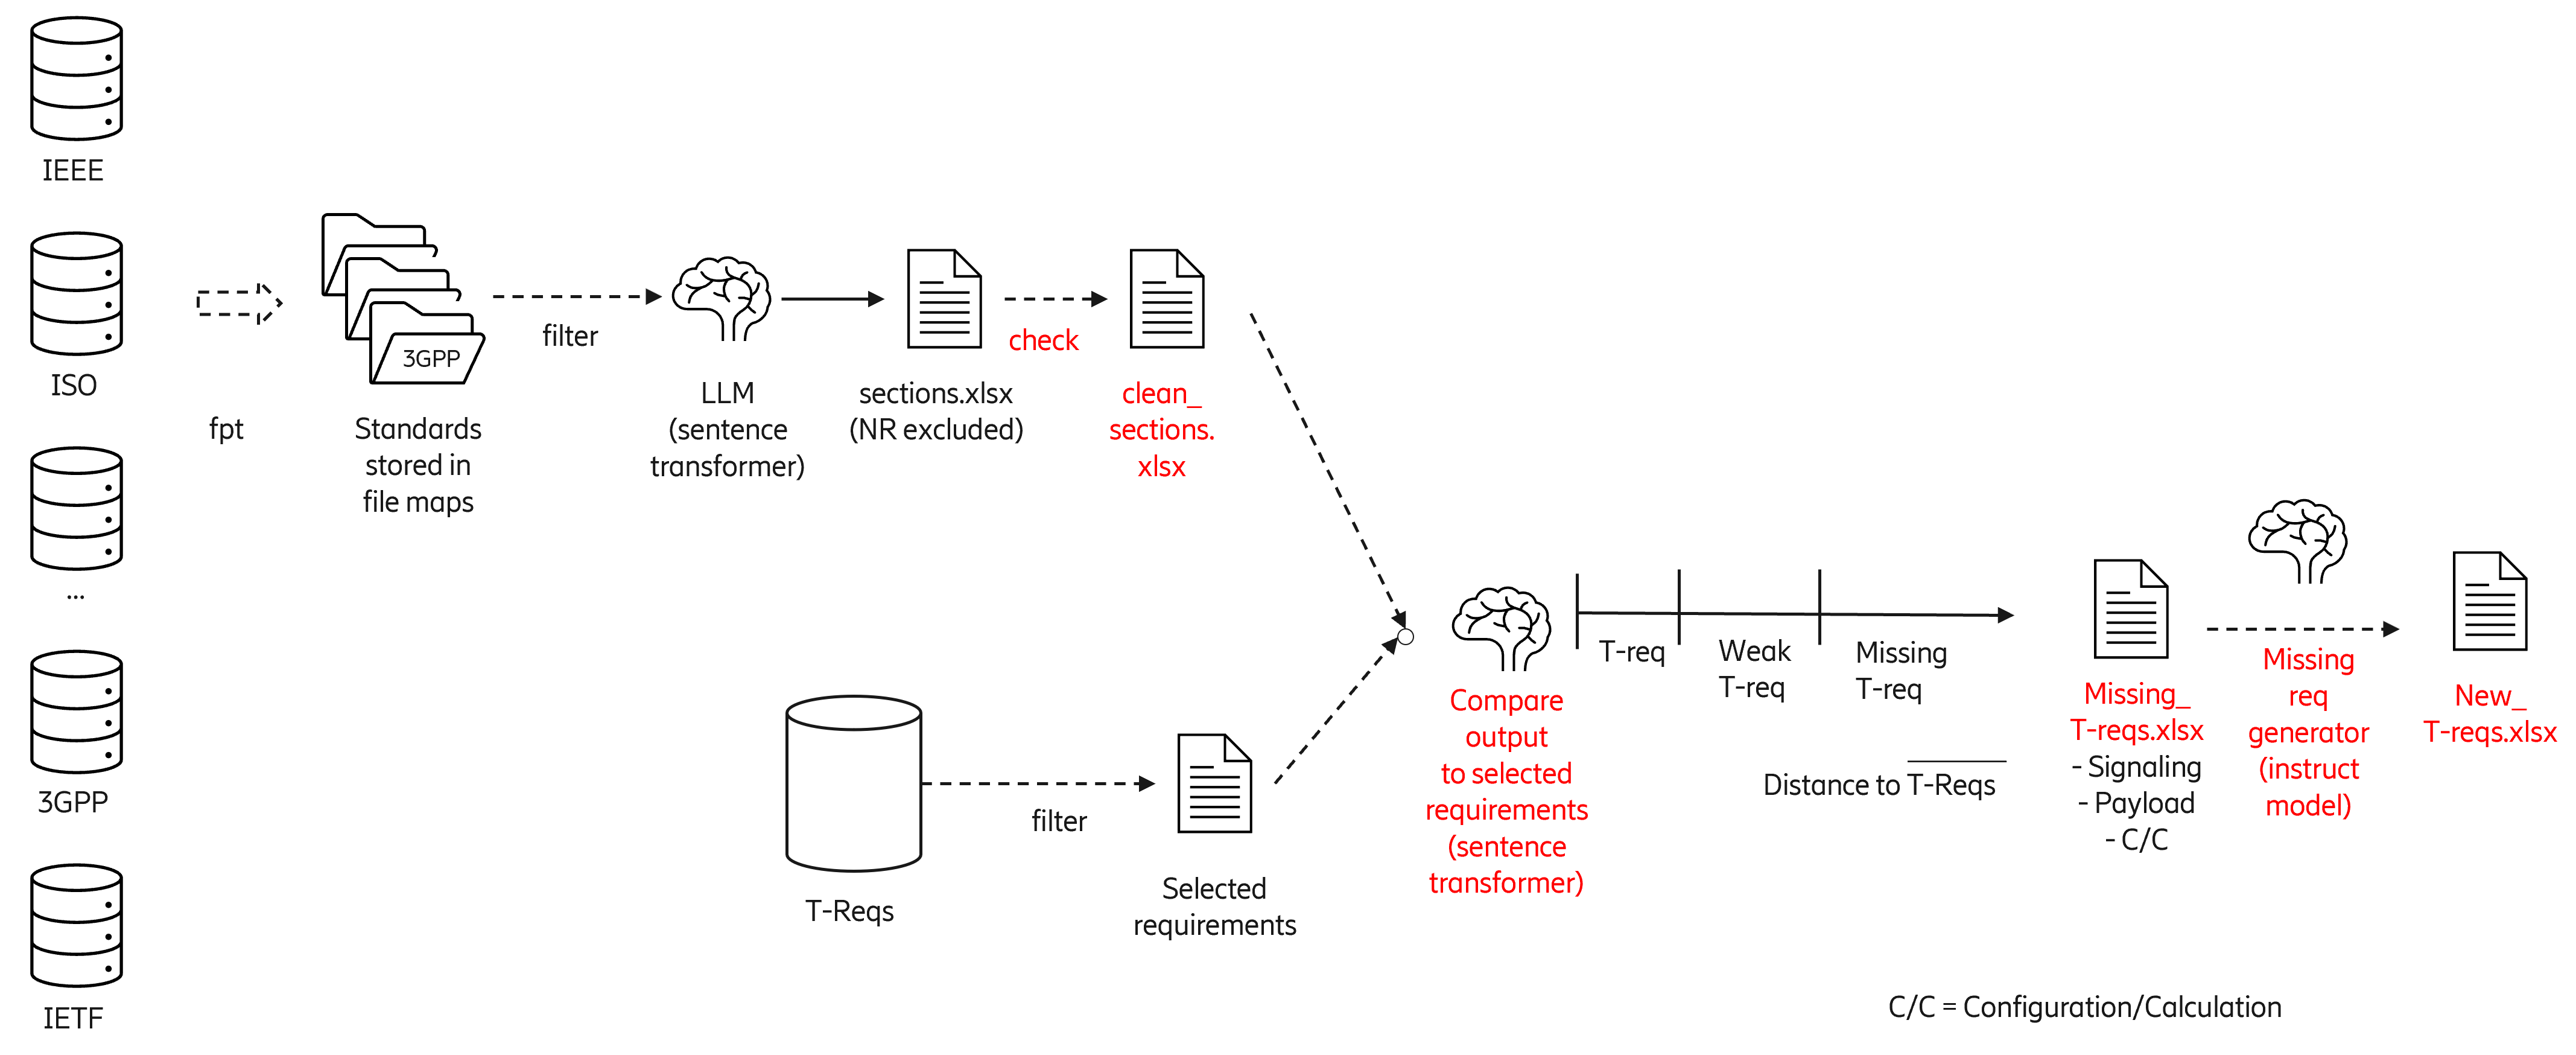 IEEE
ISO
...
3GPP
IETF
fpt
3GPP
Standards
stored in
file maps
filter
LLM
(sentence
transformer)
sections.xlsx
(NR excluded)
check
clean_
sections.
xlsx
T-Reqs
filter
Selected
requirements
Compare
output
to selected
requirements
(sentence
transformer)
T-req
Weak
T-req
Missing
T-req
Distance to T-Reqs
Missing_
T-reqs.xlsx
- Signaling
- Payload
- C/C
Missing
req
generator
(instruct
model)
New_
T-reqs.xlsx
C/C = Configuration/Calculation